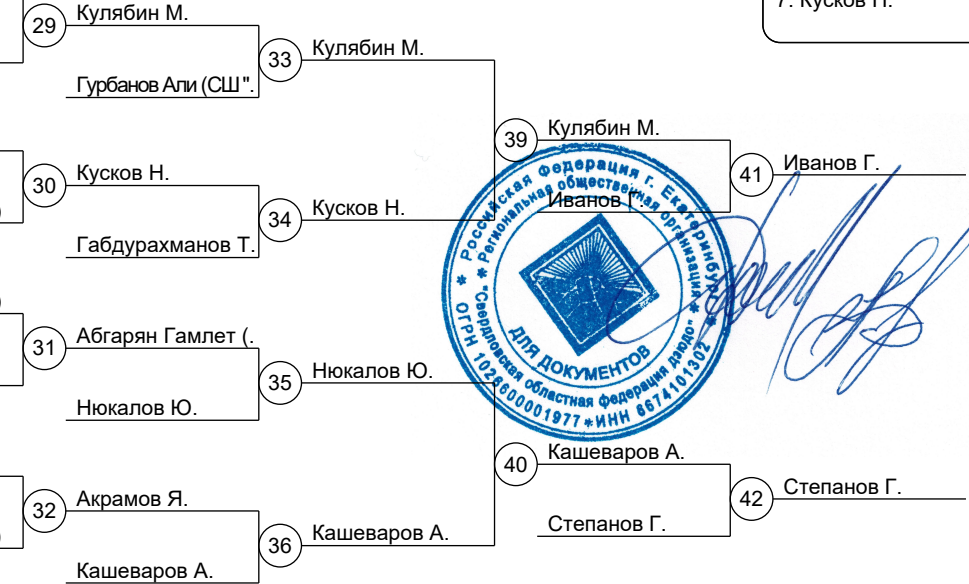 7. Кусков Н.
29 Кулябин М.
33 Кулябин М.
Гурбанов Али (СШ".
39 Кулябин М.
41 Иванов Г.
30 Кусков Н.
Иванов Г.
34 Кусков Н.
Габдурахманов Т.
31 Абгарян Гамлет (.
35 Нюкалов Ю.
Нюкалов Ю.
40 Кашеваров А.
32 Акрамов Я.
42 Степанов Г.
36 Кашеваров А.
Степанов Г.
Кашеваров А.
* Российская Федерация г. Екатеринбург *
* Региональная общественная организация *
"Свердловская областная федерация дзюдо"
ДЛЯ ДОКУМЕНТОВ
ОГРН 1026600001977 * ИНН 6674101302